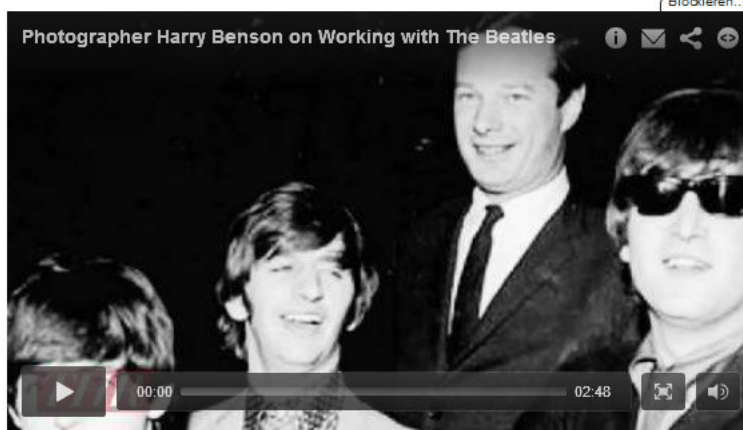 Blockieren...
Photographer Harry Benson on Working with The Beatles
00:00
02:48